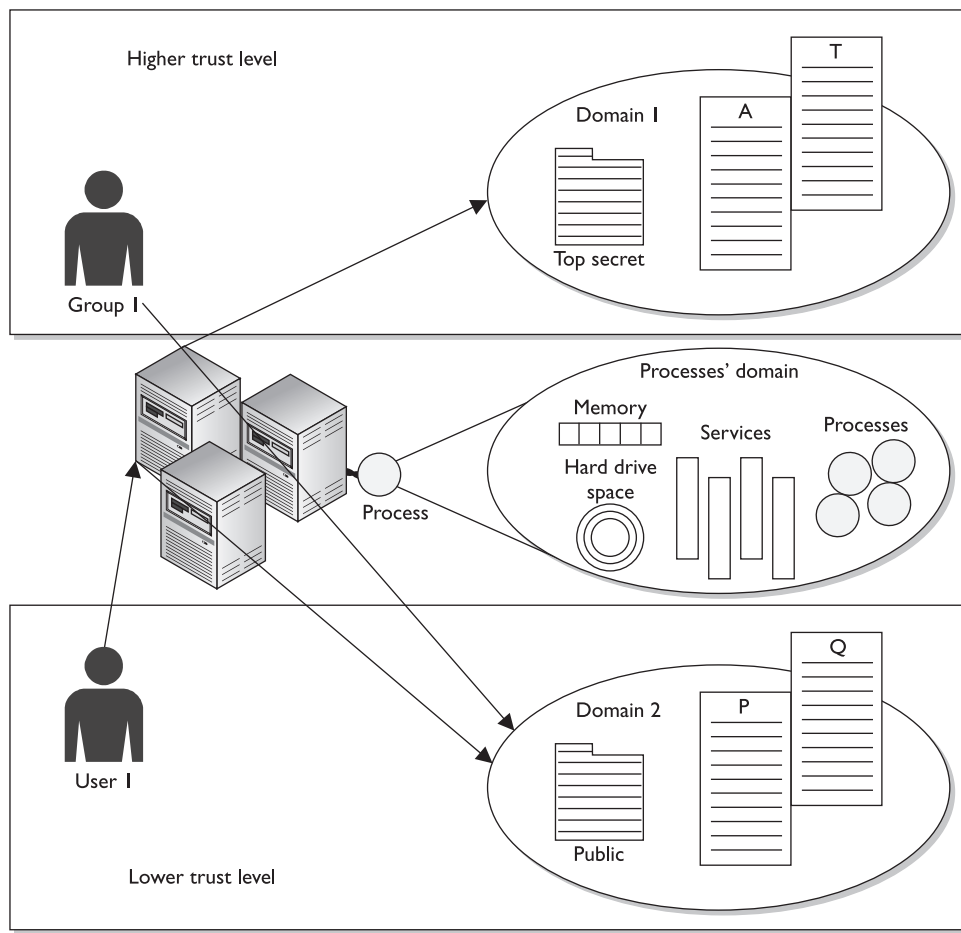 Higher trust level
T
A
Domain 1
Top secret
Group 1
Processes' domain
Memory
Services
Processes
Hard drive
space
Process
Q
P
Domain 2
User 1
Public
Lower trust level